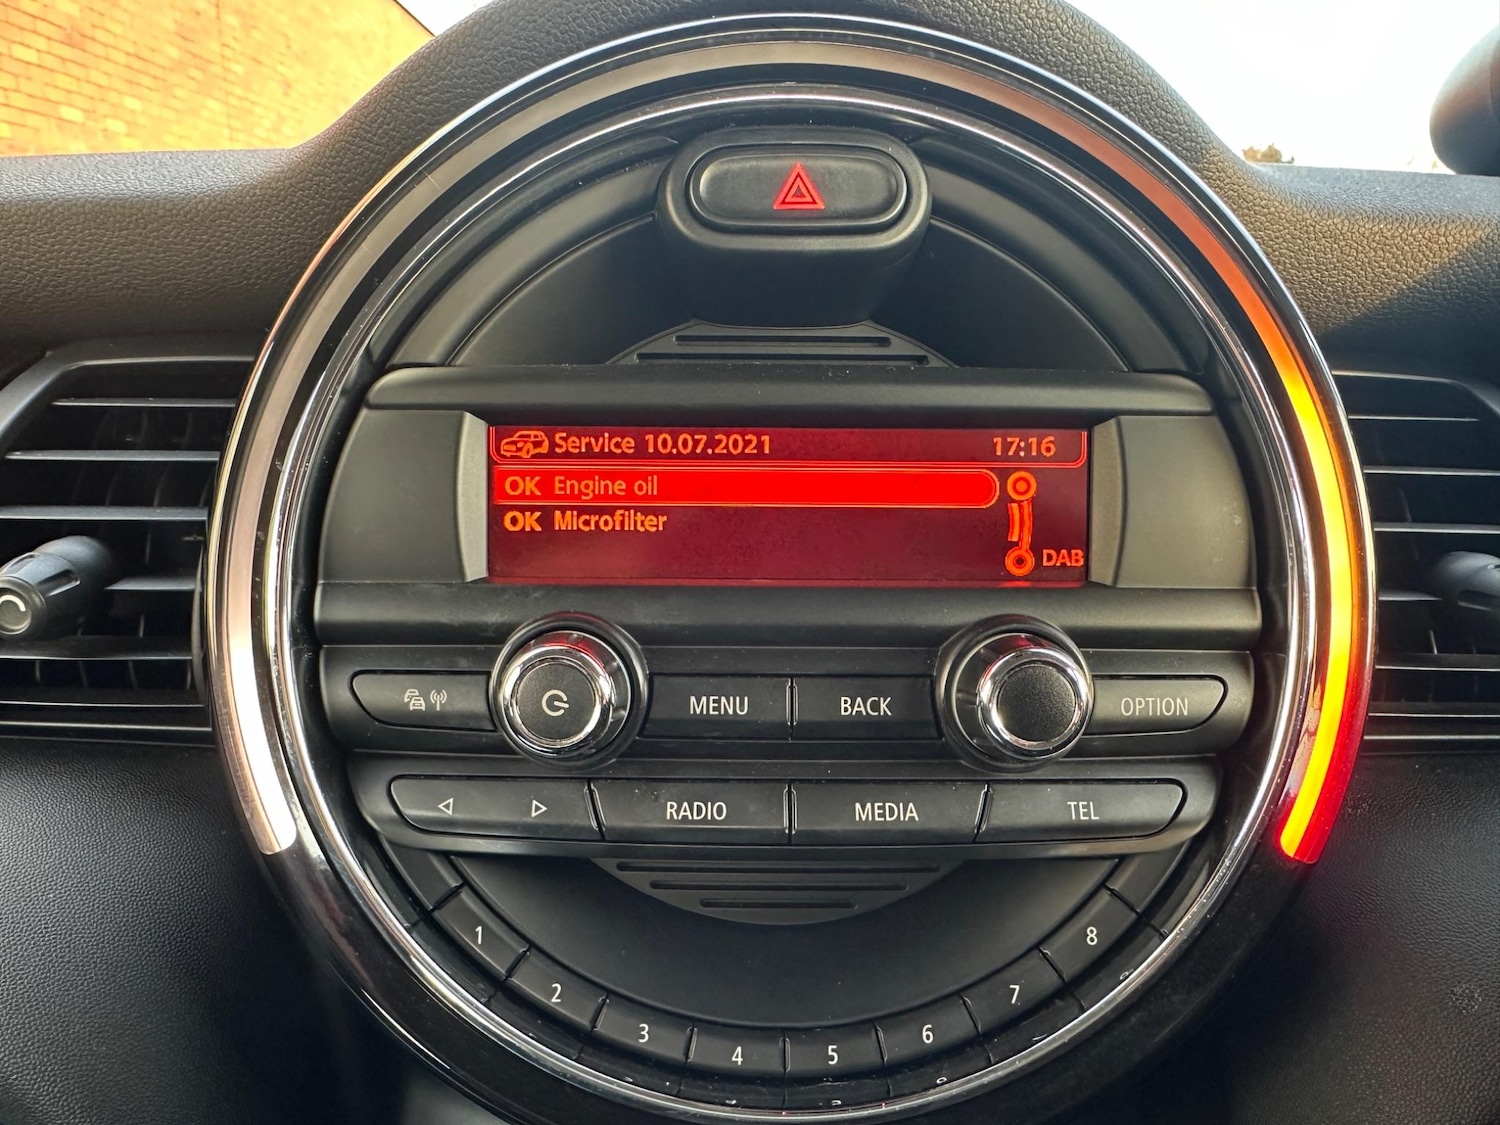 Service 10.07.2021 17:16
OK Engine oil
OK Microfilter
DAB
MENU BACK OPTION
RADIO MEDIA TEL
1 2 3 4 5 6 7 8